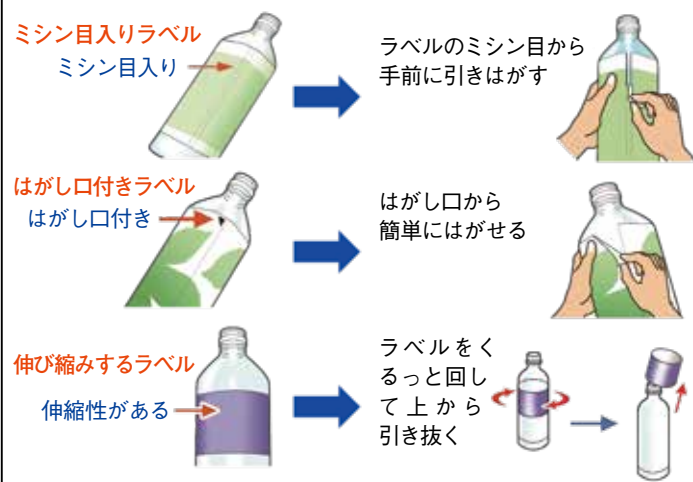 ミシン目入りラベル
ミシン目入り
ラベルのミシン目から
手前に引きはがす
はがし口付きラベル
はがし口付き
はがし口から
簡単にはがせる
伸び縮みするラベル
伸縮性がある
ラベルをく
るっと回し
て上から
引き抜く